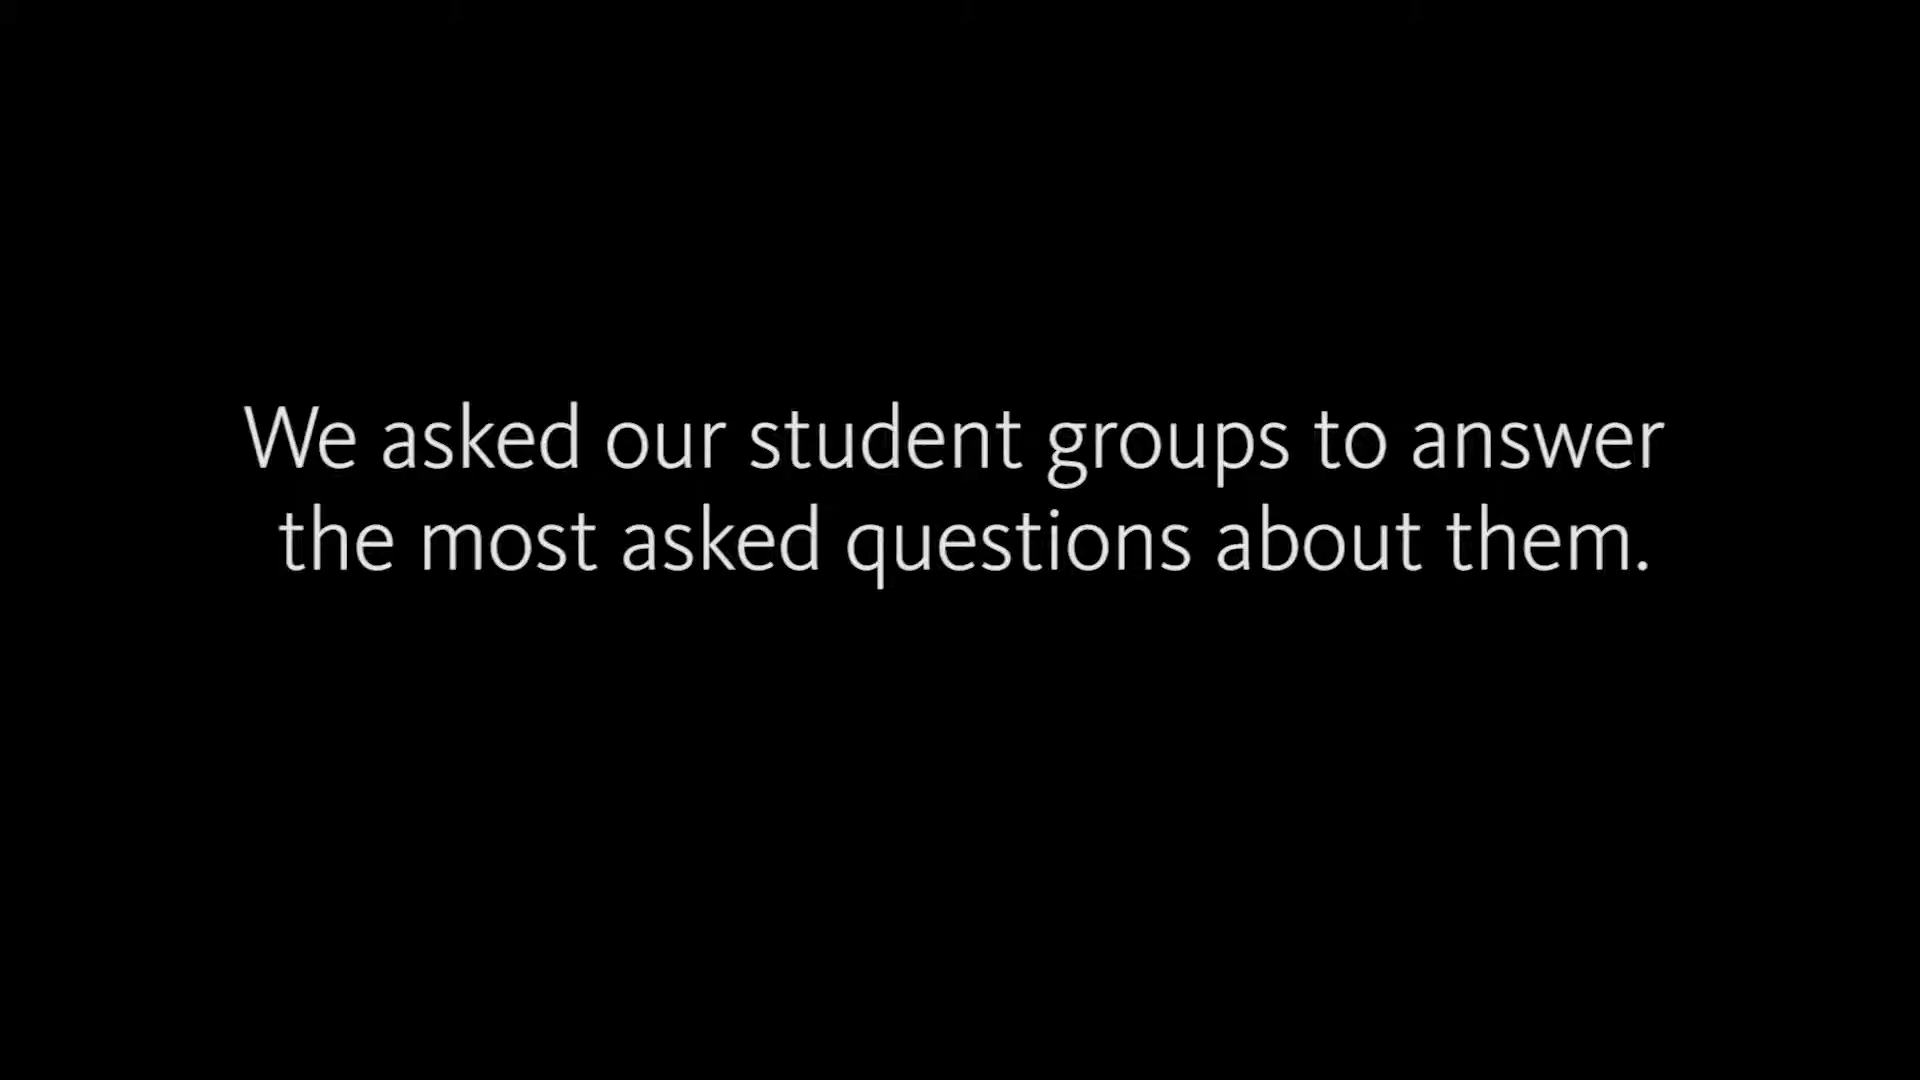 We asked our student groups to answer
the most asked questions about them.